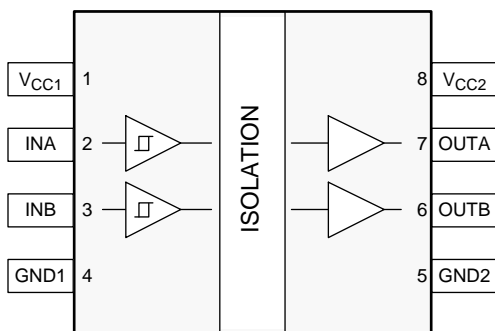 VCC1 1 8 VCC2
INA 2 7 OUTA
INB 3 6 OUTB
GND1 4 5 GND2
ISOLATION